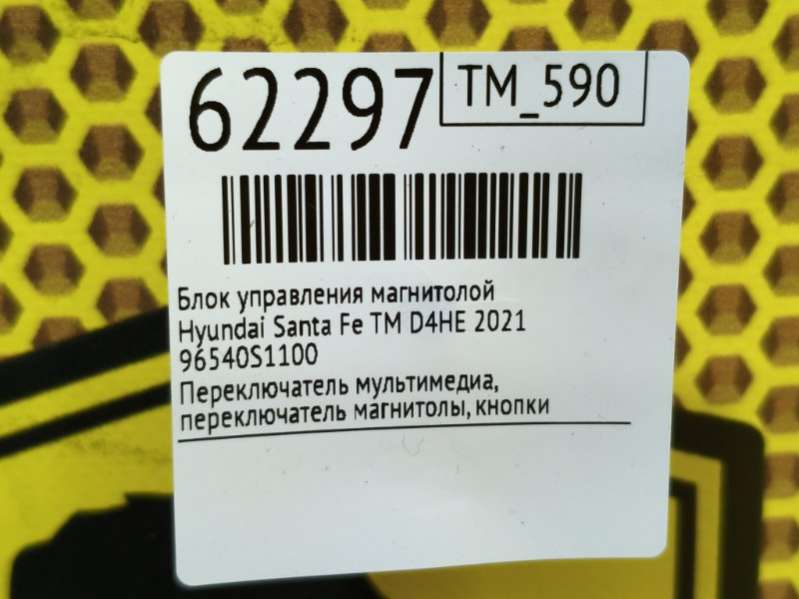 62297
TM_590
Блок управления магнитолой
Hyundai Santa Fe TM D4HE 2021
96540S1100
Переключатель мультимедиа,
переключатель магнитолы, кнопки